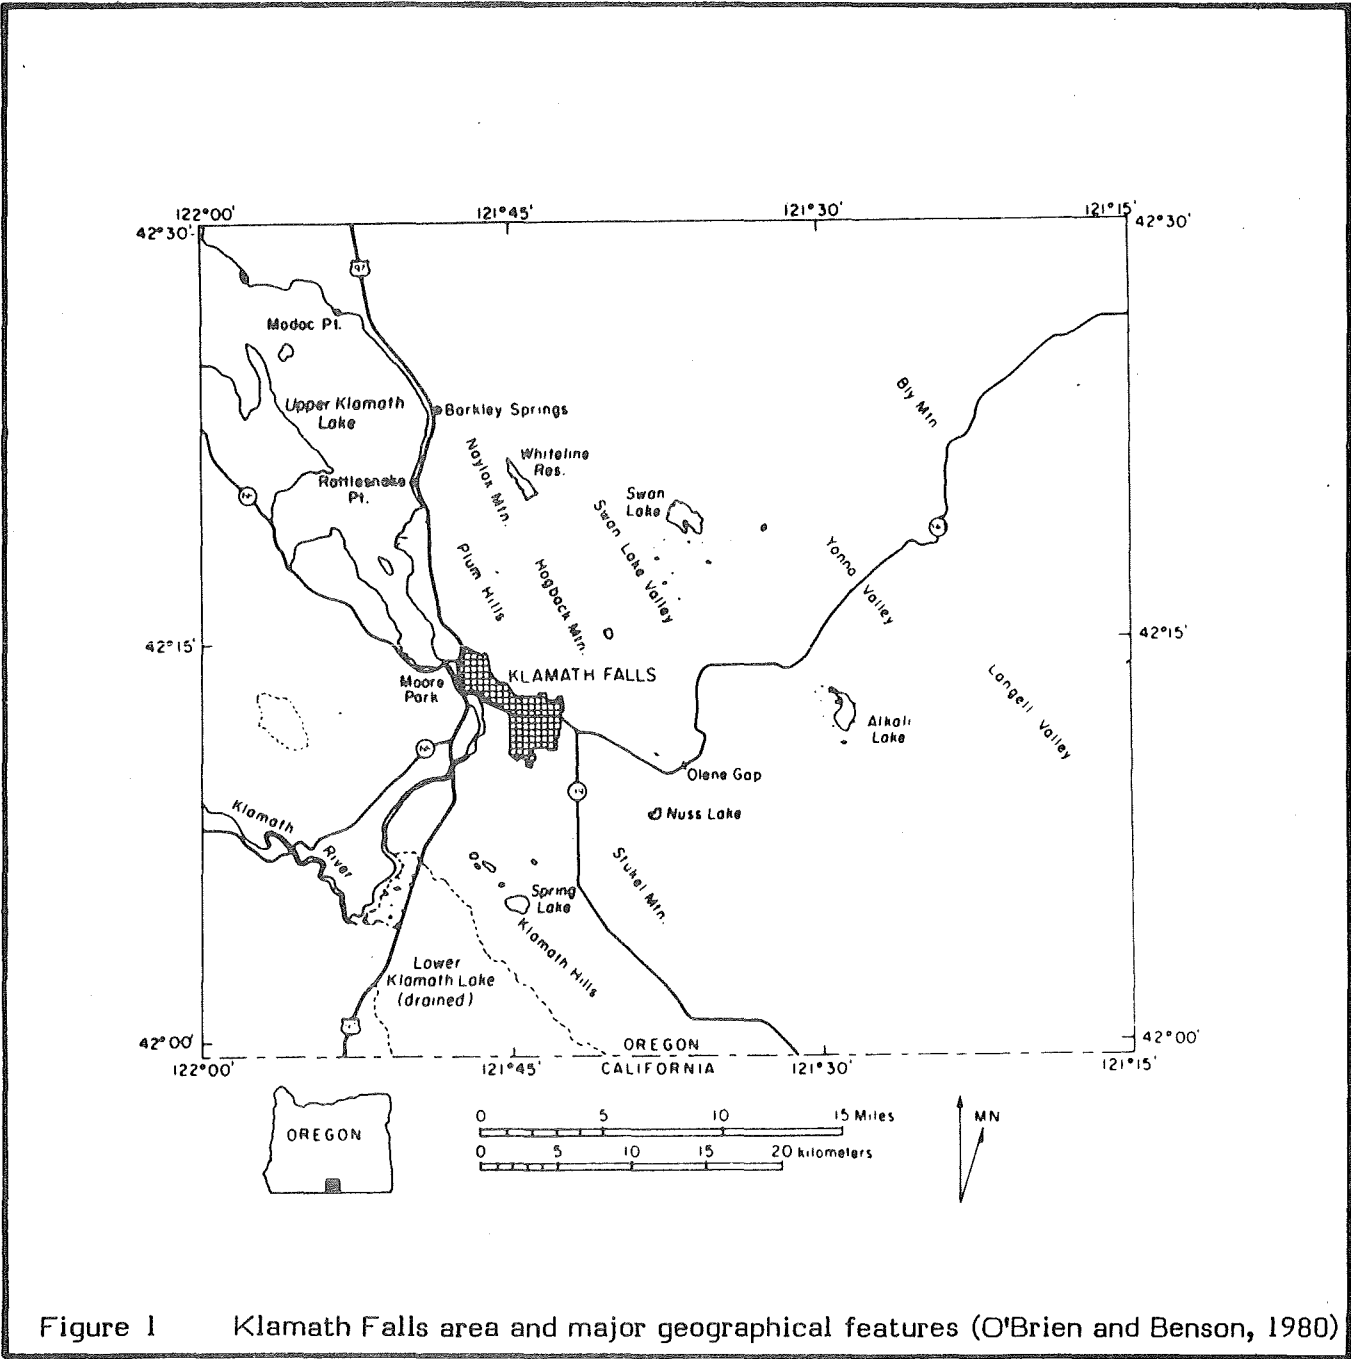 122°00'
121°45'
121°30'
121°15'
42°30'
42°30'
97
Modoc Pt.
Upper Klamath
Lake
Barkley Springs
Bly Mtn
Naylox Mtn.
Whiteline
Res.
Rattlesnake
Pt.
Swan
Lake
Swan Lake Valley
Yonna Valley
Plum Hills
Hogback Mtn.
42°15'
42°15'
KLAMATH FALLS
Moore
Park
Langell Valley
Alkali
Lake
Olene Gap
Nuss Lake
Klamath River
Stukel Mtn.
Spring
Lake
Klamath Hills
Lower
Klamath Lake
(drained)
42°00'
42°00'
OREGON
CALIFORNIA
122°00'
121°45'
121°30'
121°15'
OREGON
0 5 10 15 Miles
0 5 10 15 20 kilometers
MN
Figure 1 Klamath Falls area and major geographical features (O'Brien and Benson, 1980)